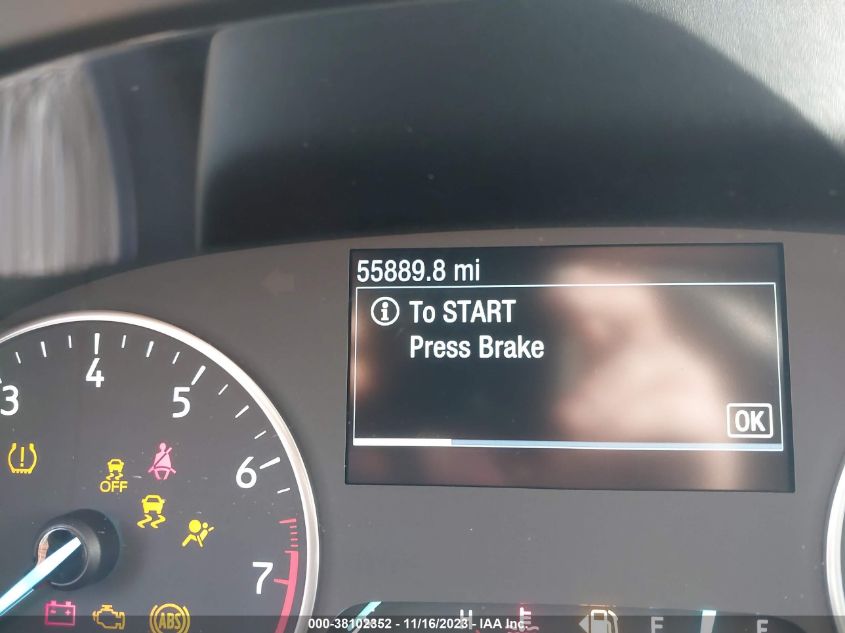 55889.8 mi
To START
Press Brake
OK
3
4
5
6
7
OFF
ABS
H
F
000-38102352 - 11/16/2023 - IAA Inc.